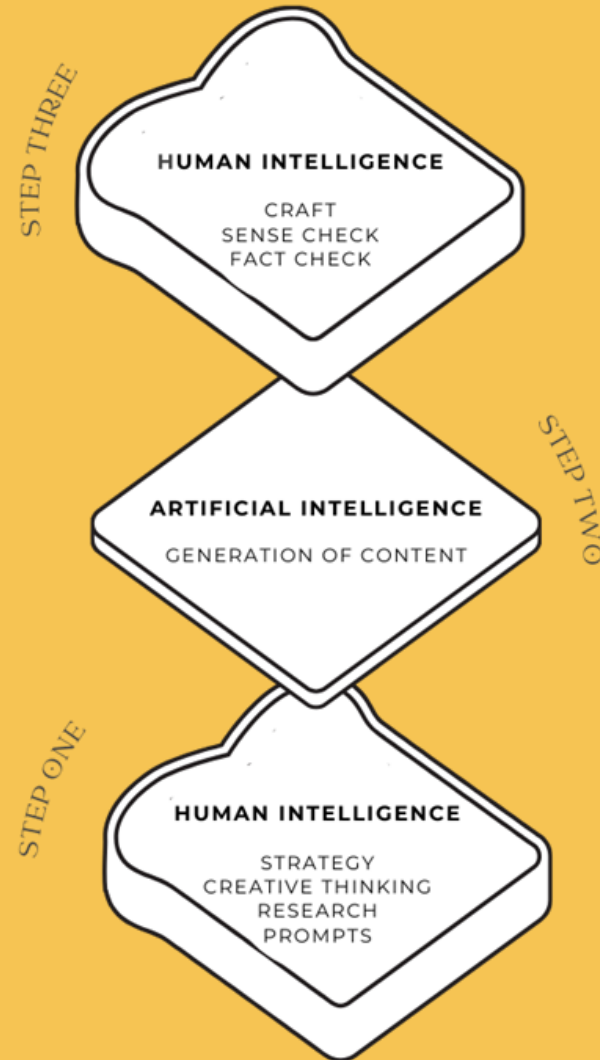 STEP THREE
HUMAN INTELLIGENCE
CRAFT
SENSE CHECK
FACT CHECK
STEP TWO
ARTIFICIAL INTELLIGENCE
GENERATION OF CONTENT
STEP ONE
HUMAN INTELLIGENCE
STRATEGY
CREATIVE THINKING
RESEARCH
PROMPTS